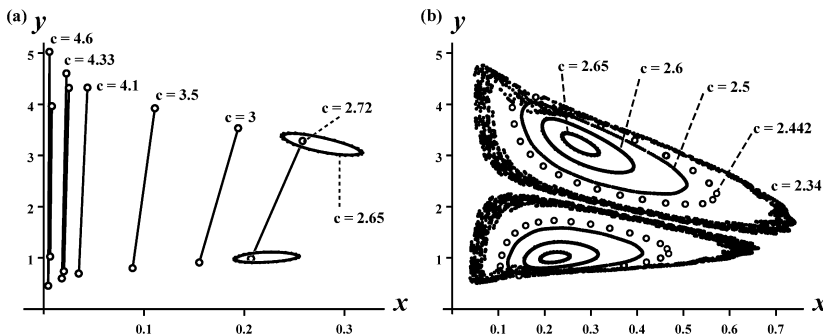 (a) y
c = 4.6
c = 4.33
c = 4.1
c = 3.5
c = 3
c = 2.72
c = 2.65
5
4
3
2
1
0.1 0.2 0.3 x
(b) y
c = 2.65
c = 2.6
c = 2.5
c = 2.442
c = 2.34
5
4
3
2
1
0.1 0.2 0.3 0.4 0.5 0.6 0.7 x